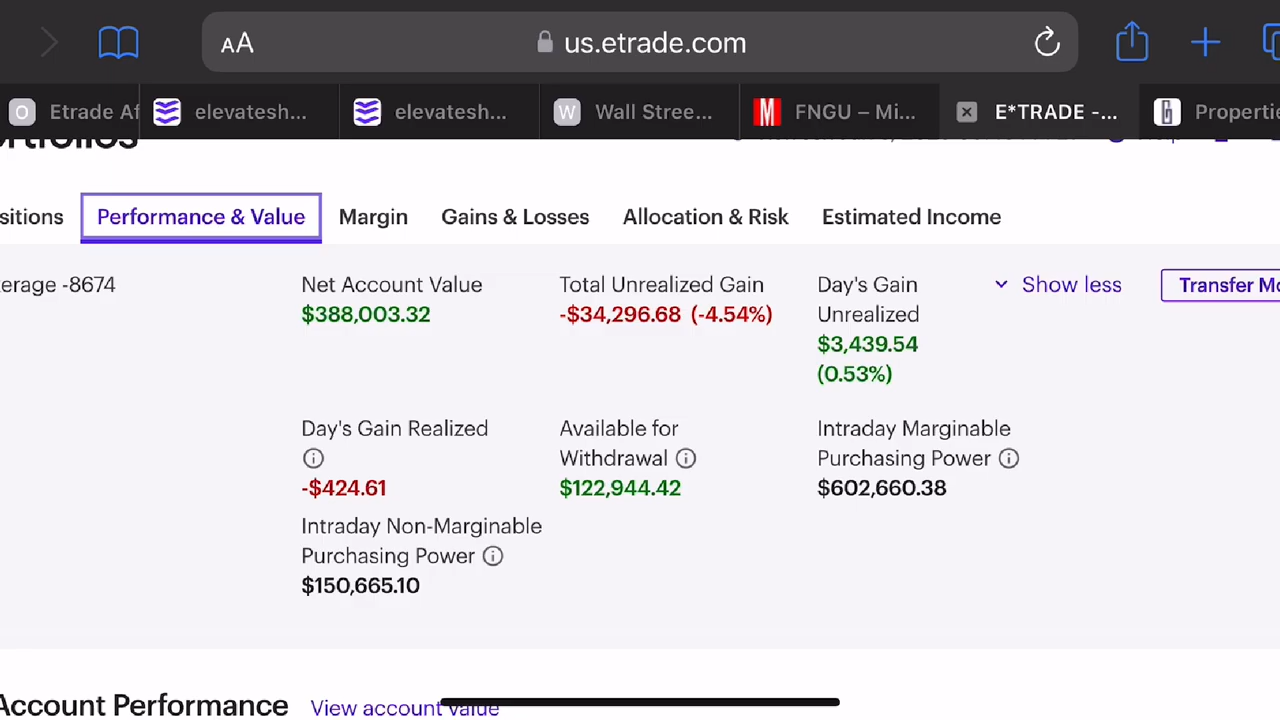 AA us.etrade.com
O Etrade Af elevatesh... elevatesh... W Wall Stree... M FNGU – Mi... E*TRADE -... Propertie
sitions Performance & Value Margin Gains & Losses Allocation & Risk Estimated Income
erage -8674
Net Account Value
$388,003.32
Total Unrealized Gain
-$34,296.68 (-4.54%)
Day's Gain
Unrealized
$3,439.54
(0.53%)
Show less
Transfer Mo
Day's Gain Realized
-$424.61
Available for
Withdrawal
$122,944.42
Intraday Marginable
Purchasing Power
$602,660.38
Intraday Non-Marginable
Purchasing Power
$150,665.10
Account Performance View account value